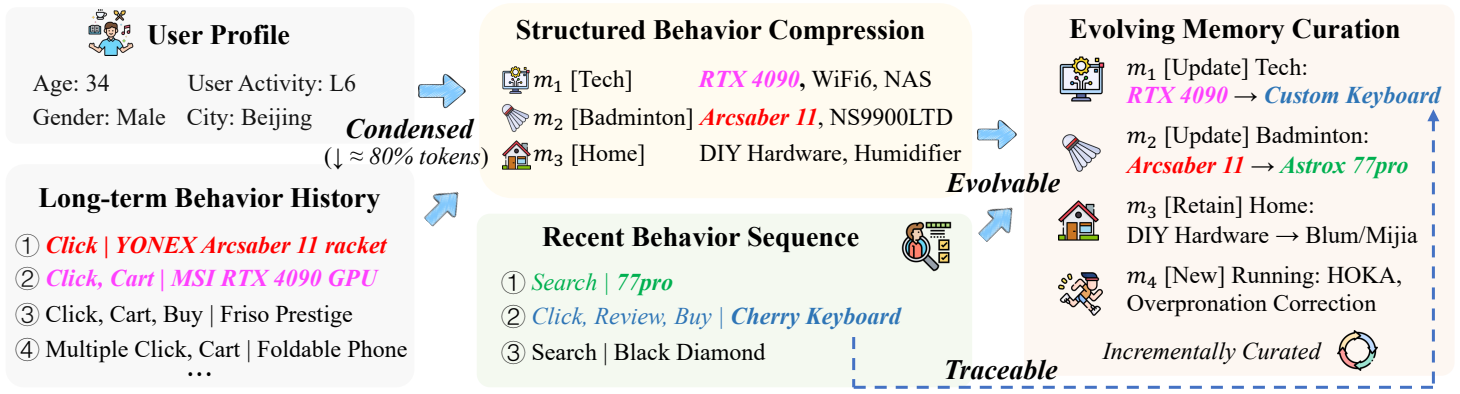 User Profile
Age: 34 User Activity: L6
Gender: Male City: Beijing
Long-term Behavior History
① Click | YONEX Arcsaber 11 racket
② Click, Cart | MSI RTX 4090 GPU
③ Click, Cart, Buy | Friso Prestige
④ Multiple Click, Cart | Foldable Phone
...
Condensed
(↓ ≈ 80% tokens)
Structured Behavior Compression
m₁ [Tech] RTX 4090, WiFi6, NAS
m₂ [Badminton] Arcsaber 11, NS9900LTD
m₃ [Home] DIY Hardware, Humidifier
Recent Behavior Sequence
① Search | 77pro
② Click, Review, Buy | Cherry Keyboard
③ Search | Black Diamond
Evolvable
Traceable
Evolving Memory Curation
m₁ [Update] Tech:
RTX 4090 → Custom Keyboard
m₂ [Update] Badminton:
Arcsaber 11 → Astrox 77pro
m₃ [Retain] Home:
DIY Hardware → Blum/Mijia
m₄ [New] Running: HOKA,
Overpronation Correction
Incrementally Curated